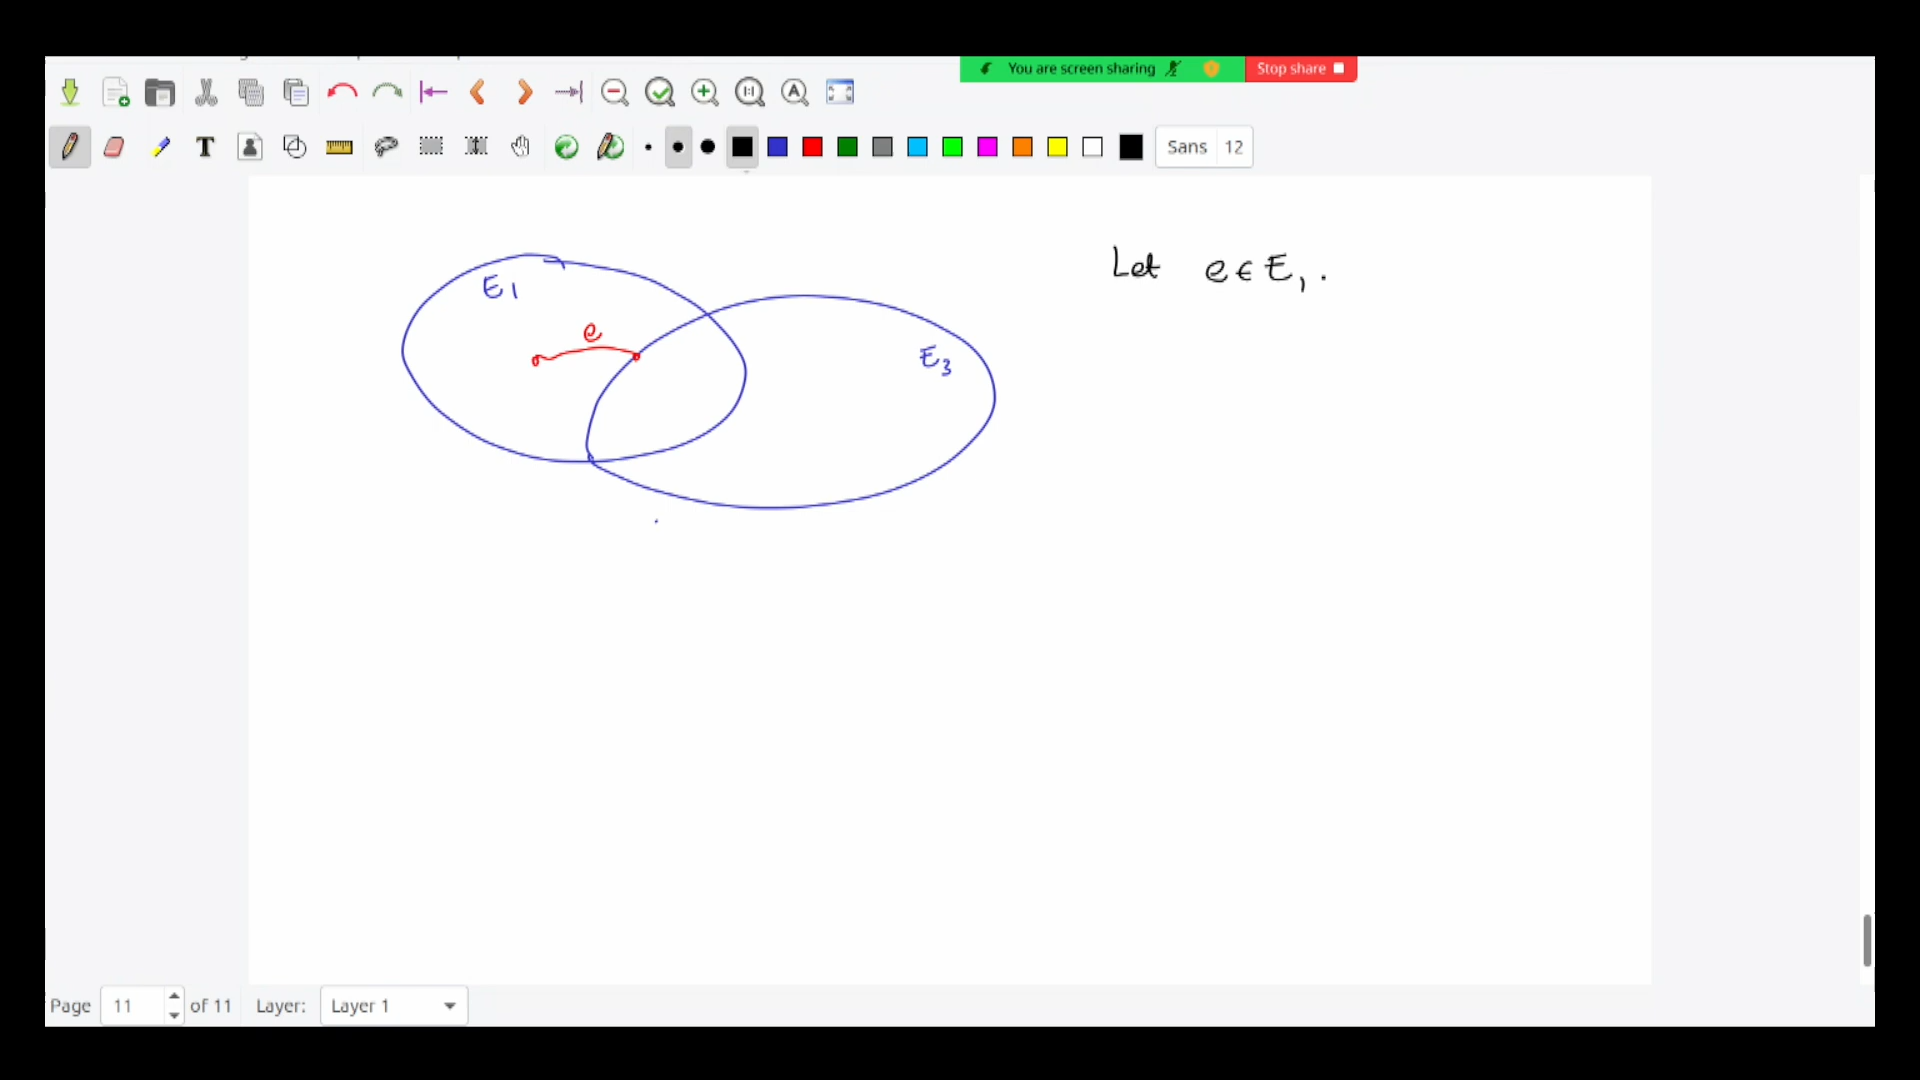 You are screen sharing
Stop share
T
A
Sans 12
Let e ∈ E₁.
E₁
e
E₃
Page 11 of 11 Layer: Layer 1